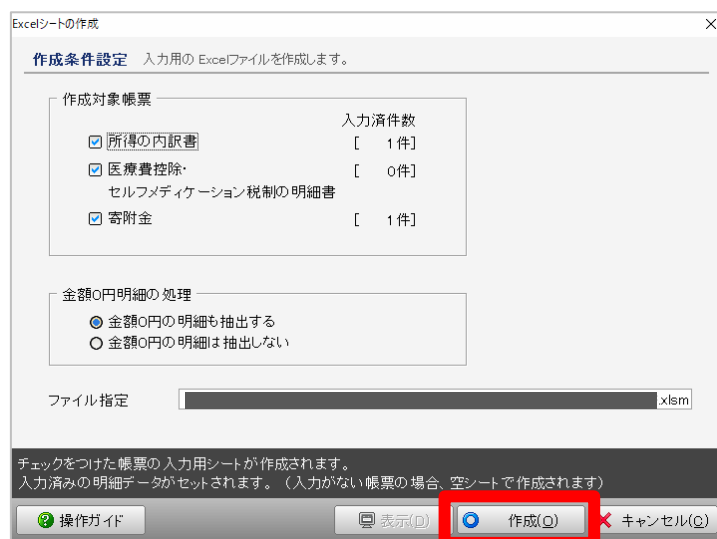 Excelシートの作成
作成条件設定 入力用の Excelファイルを作成します。
作成対象帳票
入力済件数
所得の内訳書 [ 1件]
医療費控除・ [ 0件]
セルフメディケーション税制の明細書
寄附金 [ 1件]
金額0円明細の処理
金額0円の明細も抽出する
金額0円の明細は抽出しない
ファイル指定 .xlsm
チェックをつけた帳票の入力用シートが作成されます。
入力済みの明細データがセットされます。（入力がない帳票の場合、空シートで作成されます）
操作ガイド 表示(D) 作成(O) キャンセル(C)